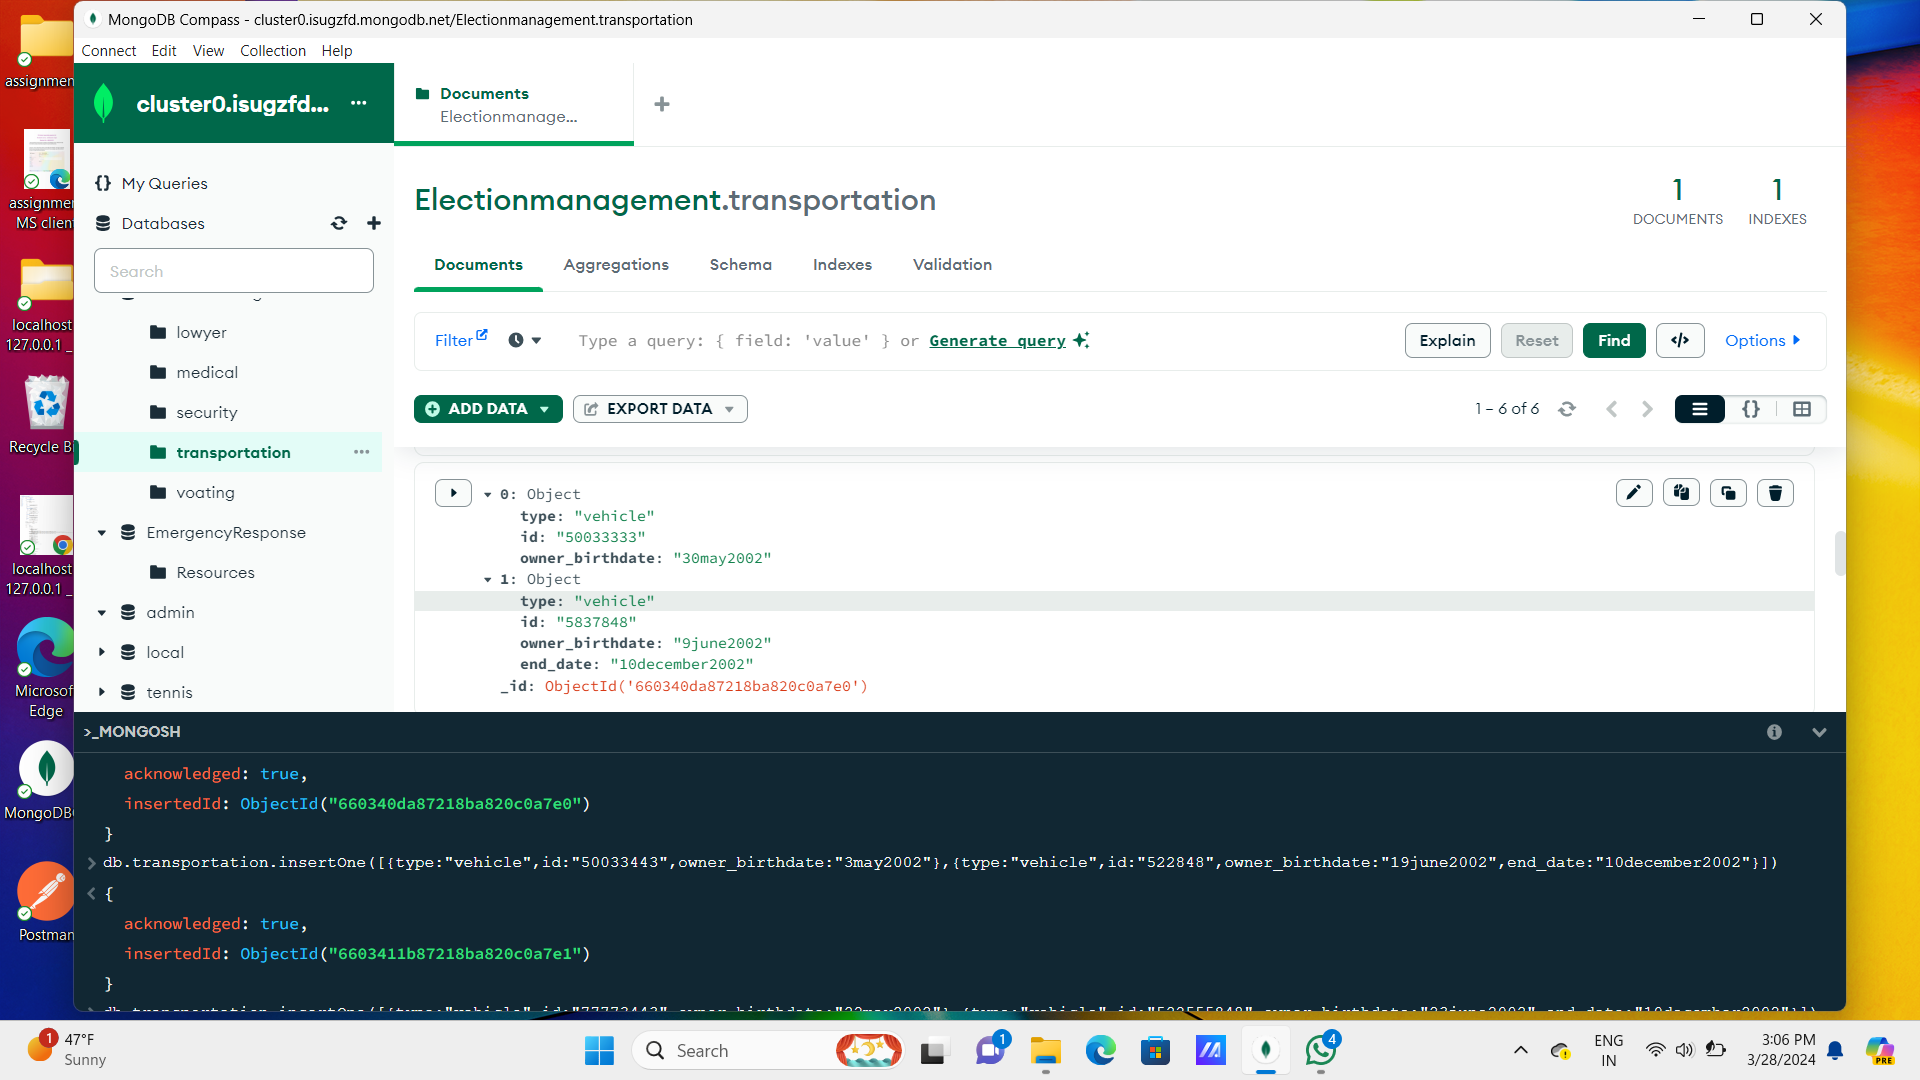 MongoDB Compass - cluster0.isugzfd.mongodb.net/Electionmanagement.transportation
Connect Edit View Collection Help
cluster0.isugzfd...
Documents
Electionmanage...
My Queries
Databases
Search
lowyer
medical
security
transportation
voating
EmergencyResponse
Resources
admin
local
tennis
Electionmanagement.transportation
1
DOCUMENTS
1
INDEXES
Documents Aggregations Schema Indexes Validation
Filter
Type a query: { field: 'value' } or Generate query
Explain Reset Find </> Options
ADD DATA EXPORT DATA
1 – 6 of 6
{}
0: Object
type: "vehicle"
id: "50033333"
owner_birthdate: "30may2002"
1: Object
type: "vehicle"
id: "5837848"
owner_birthdate: "9june2002"
end_date: "10december2002"
_id: ObjectId('660340da87218ba820c0a7e0')
>_MONGOSH
acknowledged: true,
insertedId: ObjectId("660340da87218ba820c0a7e0")
}
db.transportation.insertOne([{type:"vehicle",id:"50033443",owner_birthdate:"3may2002"},{type:"vehicle",id:"522848",owner_birthdate:"19june2002",end_date:"10december2002"}])
{
acknowledged: true,
insertedId: ObjectId("6603411b87218ba820c0a7e1")
}
assignmen
assignmen
MS client
localhost
127.0.0.1 _
Recycle B
localhost
127.0.0.1 _
Microsof
Edge
MongoDB
Postman
1
47°F
Sunny
Search
1
4
ENG
IN
3:06 PM
3/28/2024
PRE